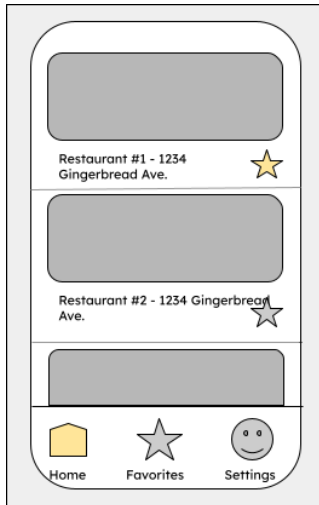 Restaurant #1 - 1234
Gingerbread Ave.
Restaurant #2 - 1234 Gingerbread
Ave.
Home Favorites Settings